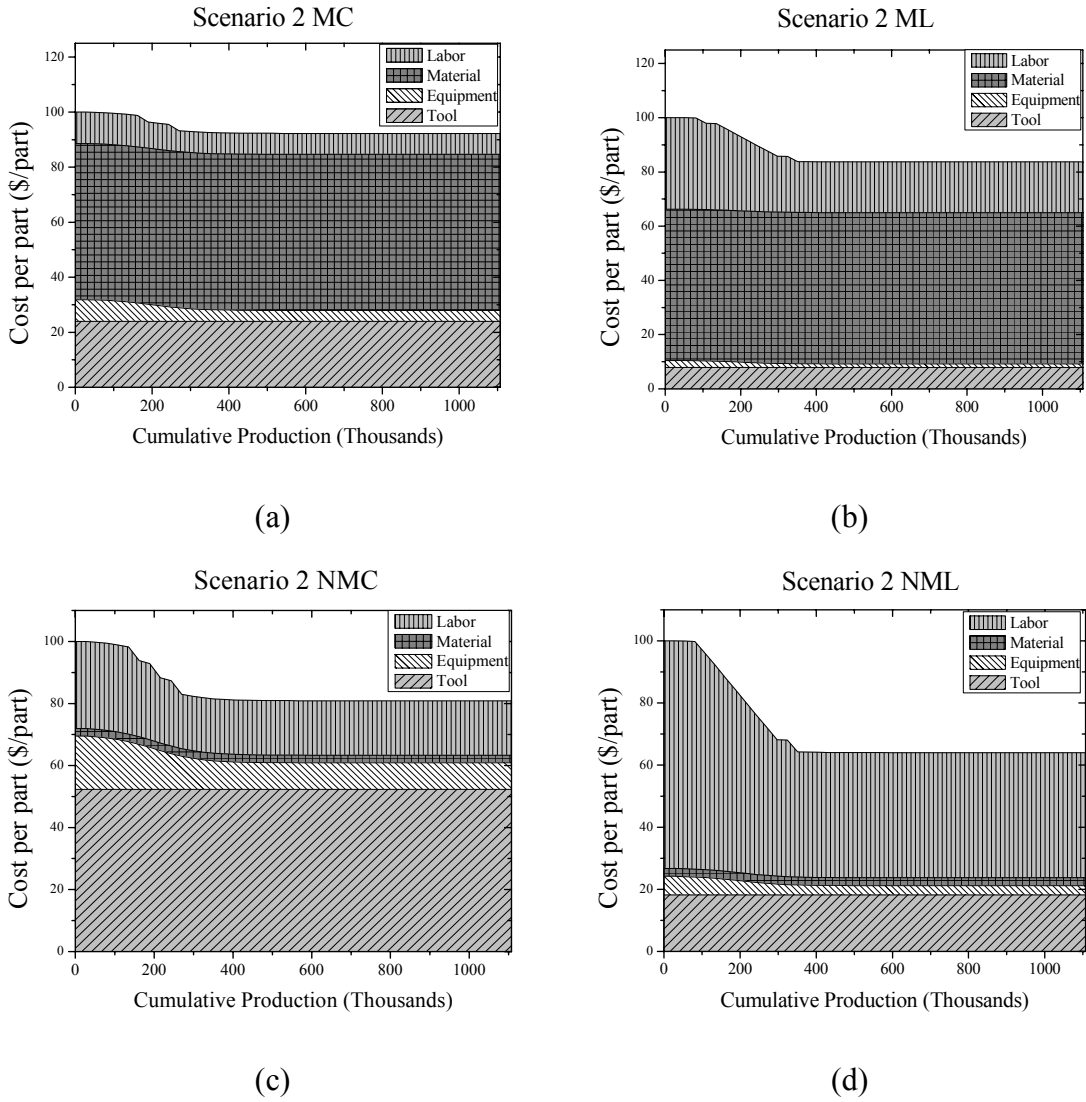 Scenario 2 MC
Labor
Material
Equipment
Tool
120
100
80
60
40
20
0
Cost per part ($/part)
0 200 400 600 800 1000
Cumulative Production (Thousands)
(a)
Scenario 2 ML
Labor
Material
Equipment
Tool
120
100
80
60
40
20
0
Cost per part ($/part)
0 200 400 600 800 1000
Cumulative Production (Thousands)
(b)
Scenario 2 NMC
Labor
Material
Equipment
Tool
100
80
60
40
20
0
Cost per part ($/part)
0 200 400 600 800 1000
Cumulative Production (Thousands)
(c)
Scenario 2 NML
Labor
Material
Equipment
Tool
100
80
60
40
20
0
Cost per part ($/part)
0 200 400 600 800 1000
Cumulative Production (Thousands)
(d)